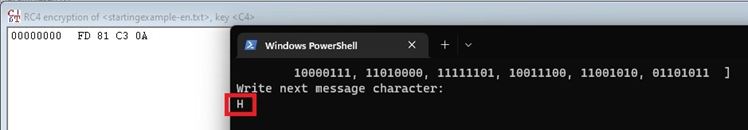 RC4 encryption of <startingexample-en.txt>, key <C4>
00000000 FD 81 C3 0A
Windows PowerShell
10000111, 11010000, 11111101, 10011100, 11001010, 01101011 ]
Write next message character:
H